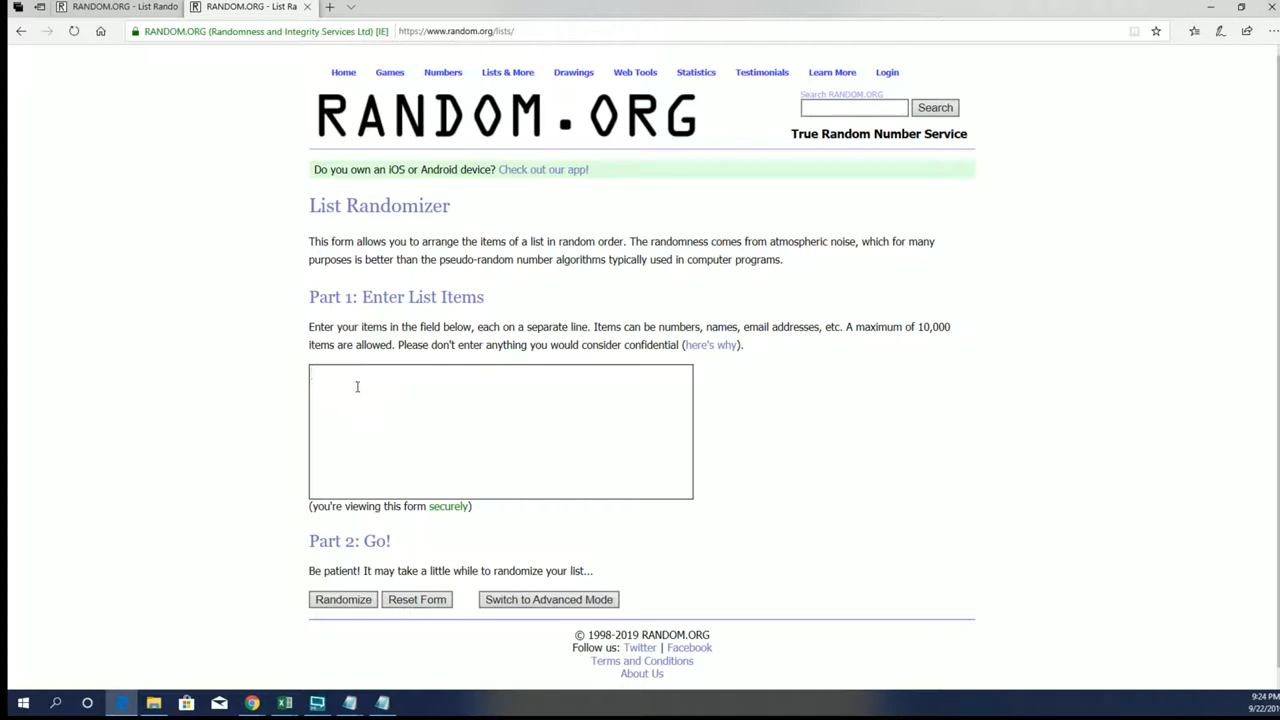 RANDOM.ORG - List Rando
RANDOM.ORG - List Ra
RANDOM.ORG (Randomness and Integrity Services Ltd) [IE]
https://www.random.org/lists/
Home Games Numbers Lists & More Drawings Web Tools Statistics Testimonials Learn More Login
RANDOM.ORG
Search RANDOM.ORG
Search
True Random Number Service
Do you own an iOS or Android device? Check out our app!
List Randomizer
This form allows you to arrange the items of a list in random order. The randomness comes from atmospheric noise, which for many
purposes is better than the pseudo-random number algorithms typically used in computer programs.
Part 1: Enter List Items
Enter your items in the field below, each on a separate line. Items can be numbers, names, email addresses, etc. A maximum of 10,000
items are allowed. Please don't enter anything you would consider confidential (here's why).
(you're viewing this form securely)
Part 2: Go!
Be patient! It may take a little while to randomize your list...
Randomize Reset Form Switch to Advanced Mode
© 1998-2019 RANDOM.ORG
Follow us: Twitter | Facebook
Terms and Conditions
About Us
9:24 PM
9/22/201